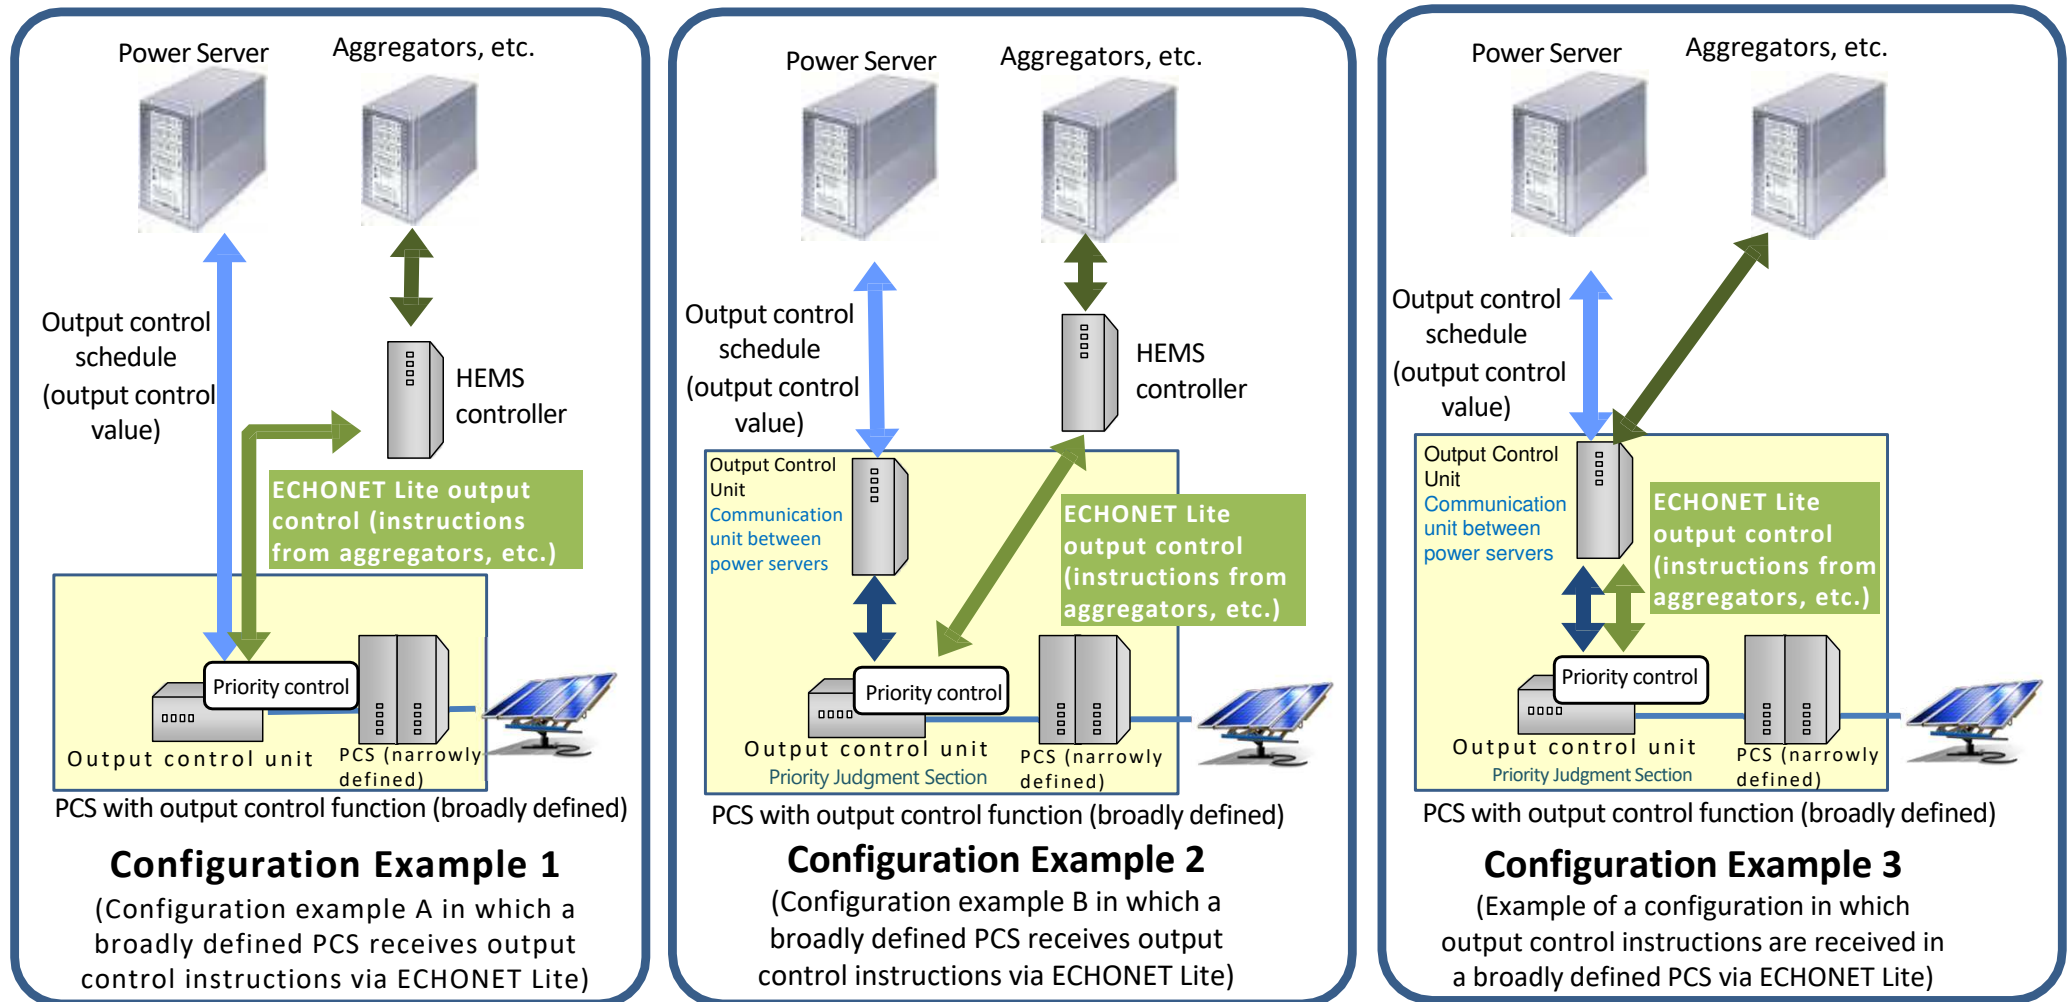 Power Server
Aggregators, etc.
Output control
schedule
(output control
value)
HEMS
controller
ECHONET Lite output
control (instructions
from aggregators, etc.)
Priority control
Output control unit
PCS (narrowly
defined)
PCS with output control function (broadly defined)
Configuration Example 1
(Configuration example A in which a
broadly defined PCS receives output
control instructions via ECHONET Lite)
Power Server
Aggregators, etc.
Output control
schedule
(output control
value)
HEMS
controller
Output Control
Unit
Communication
unit between
power servers
ECHONET Lite
output control
(instructions from
aggregators, etc.)
Priority control
Output control unit
Priority Judgment Section
PCS (narrowly
defined)
PCS with output control function (broadly defined)
Configuration Example 2
(Configuration example B in which a
broadly defined PCS receives output
control instructions via ECHONET Lite)
Power Server
Aggregators, etc.
Output control
schedule
(output control
value)
Output Control
Unit
Communication
unit between
power servers
ECHONET Lite
output control
(instructions from
aggregators, etc.)
Priority control
Output control unit
Priority Judgment Section
PCS (narrowly
defined)
PCS with output control function (broadly defined)
Configuration Example 3
(Example of a configuration in which
output control instructions are received in
a broadly defined PCS via ECHONET Lite)